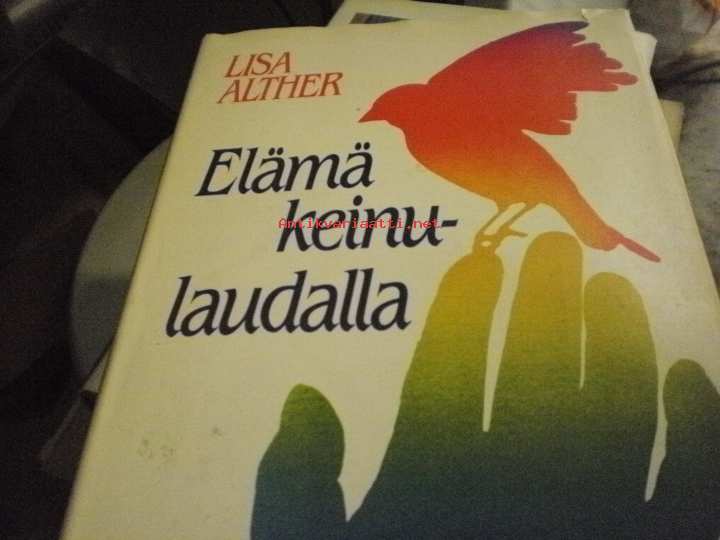 LISA
ALTHER
Elämä
keinu-
laudalla
Antikvariaatti.net